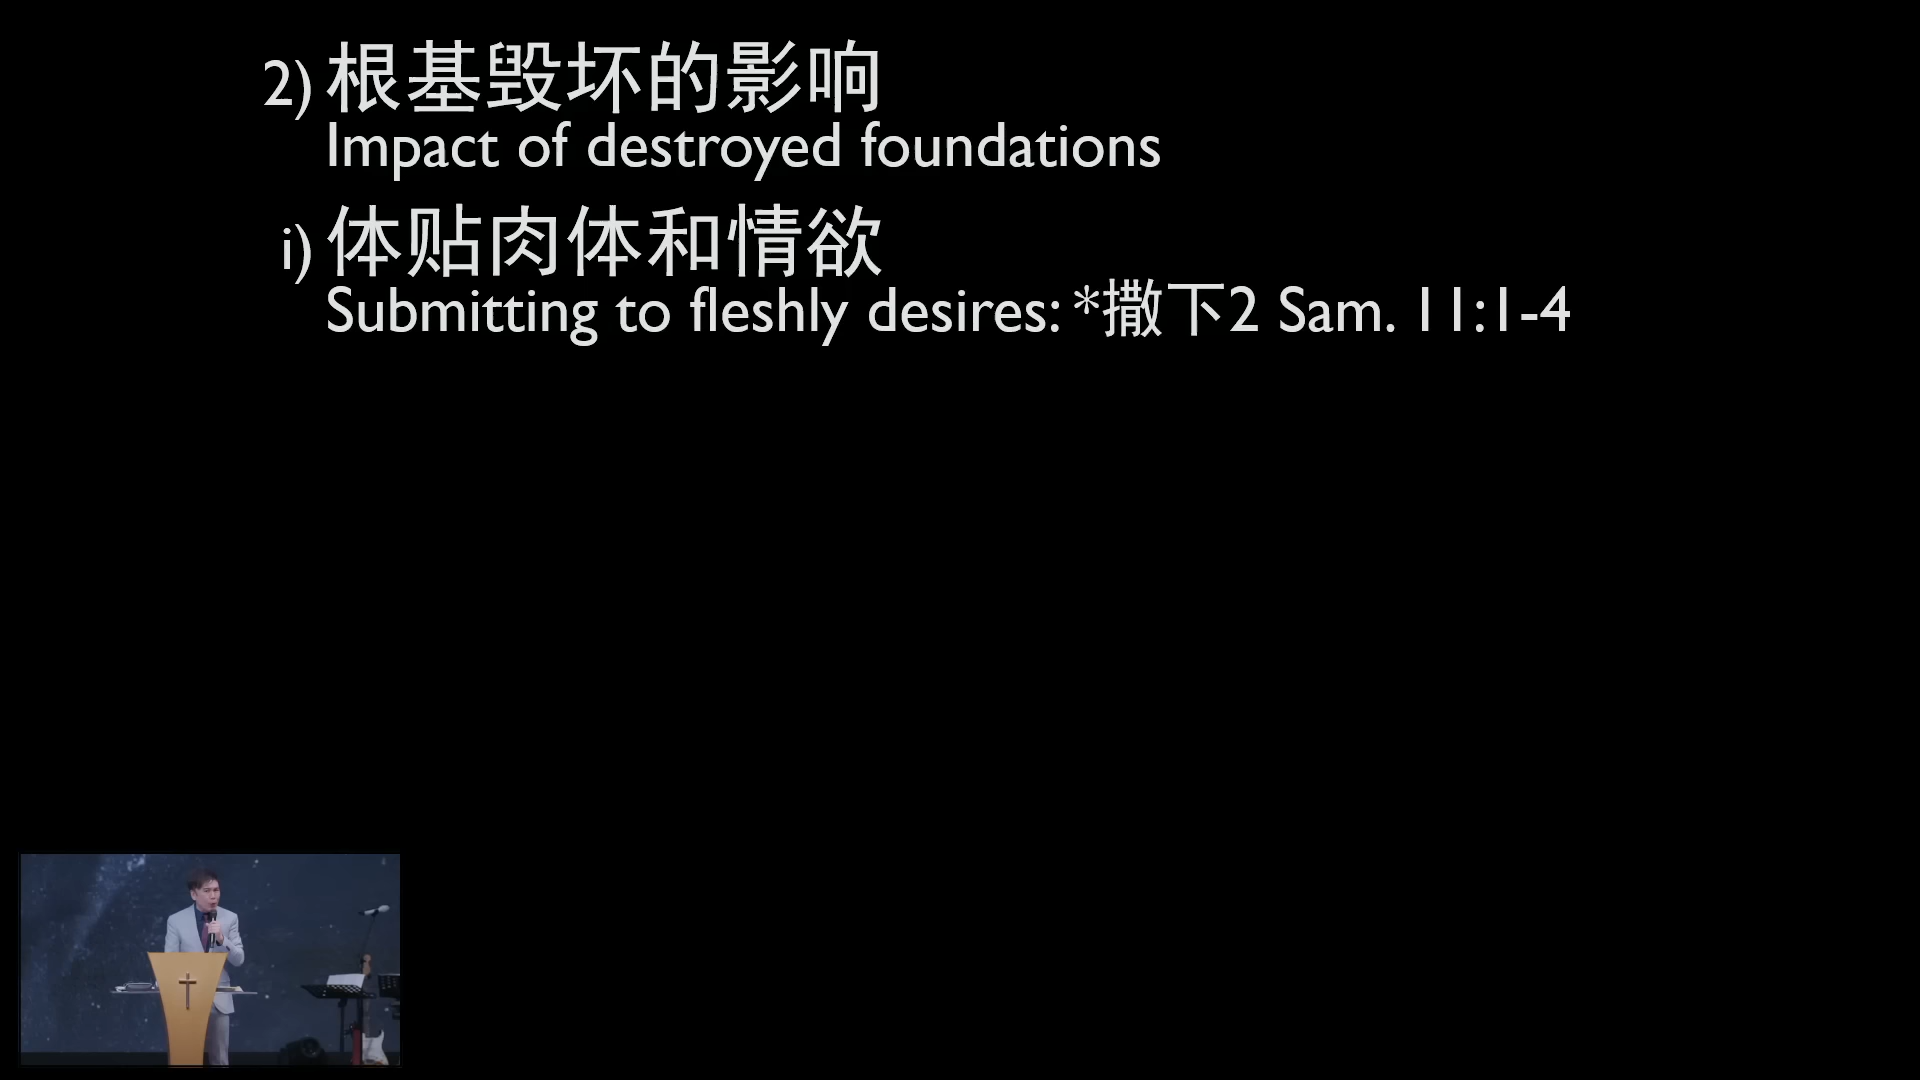 2) 根基毁坏的影响
Impact of destroyed foundations
i) 体贴肉体和情欲
Submitting to fleshly desires: *撒下2 Sam. 11:1-4